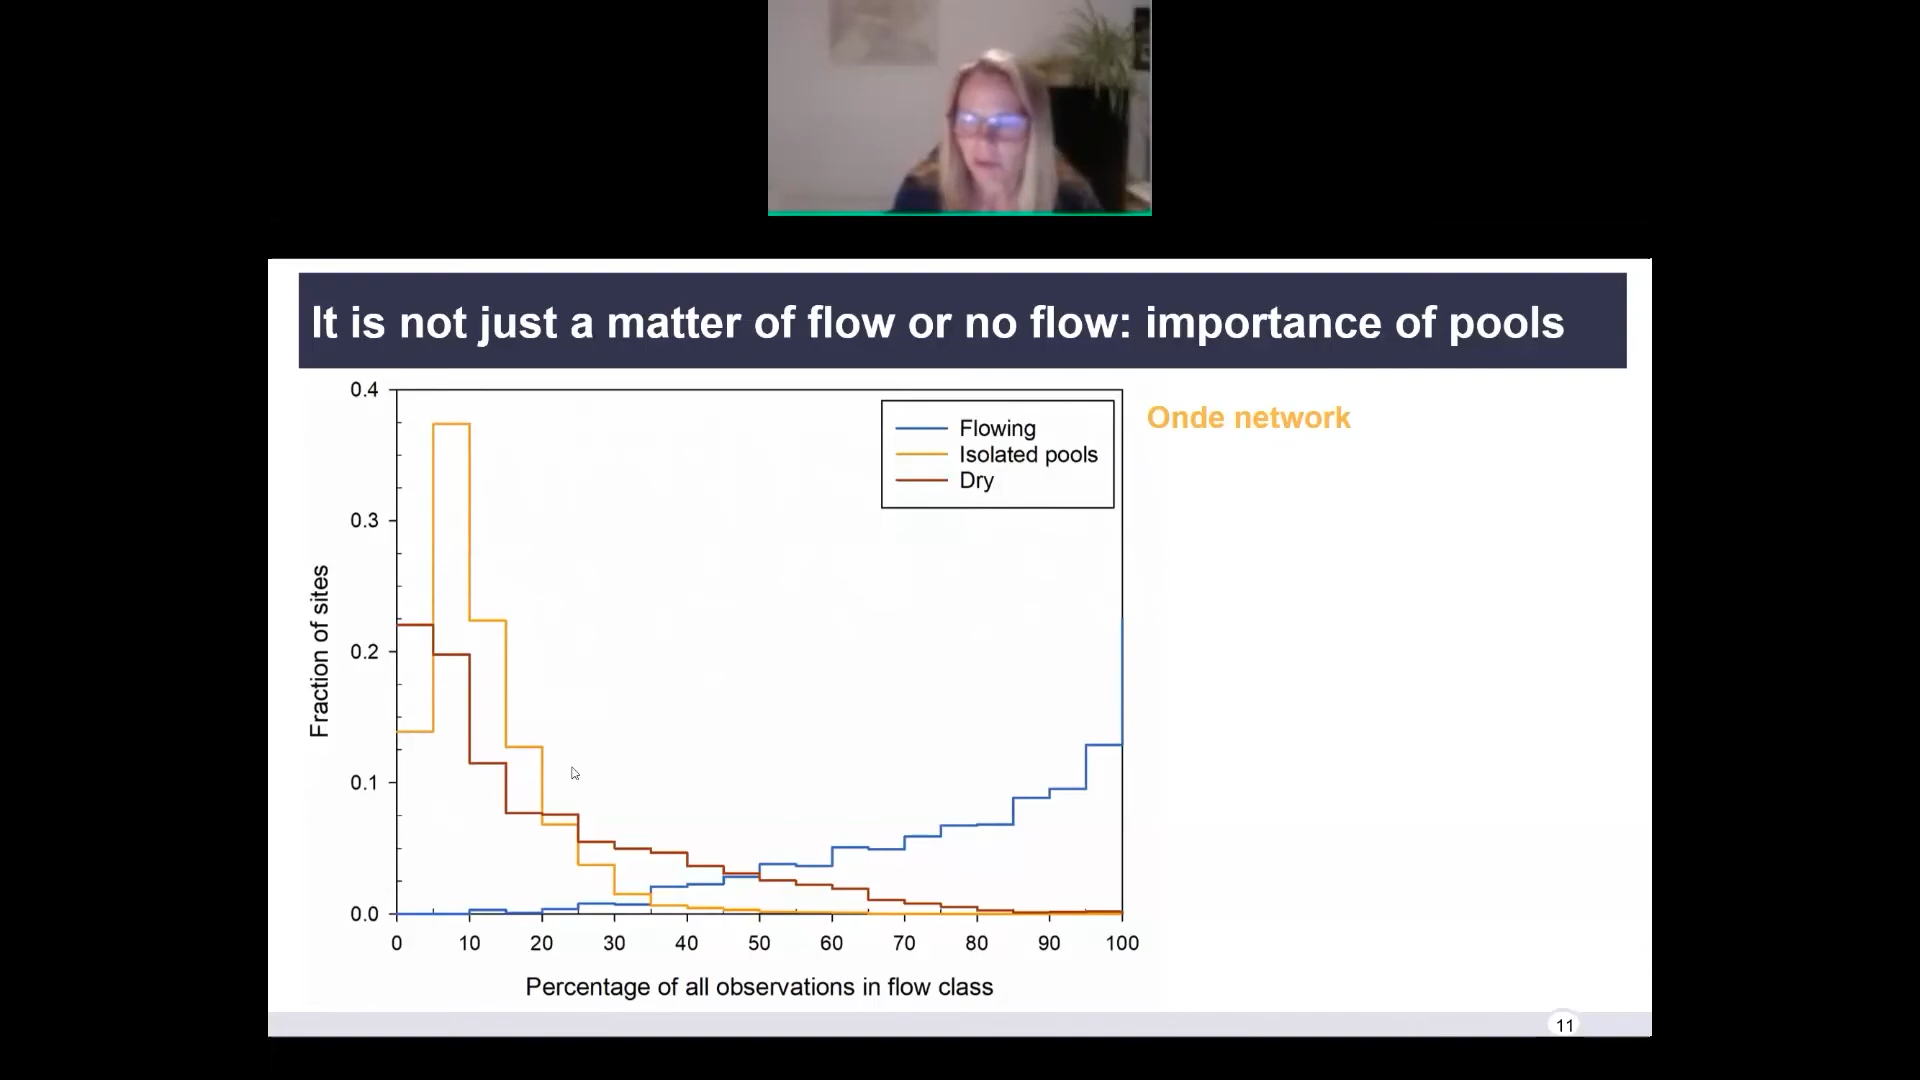 It is not just a matter of flow or no flow: importance of pools
Onde network
Flowing
Isolated pools
Dry
Fraction of sites
0.4
0.3
0.2
0.1
0.0
0 10 20 30 40 50 60 70 80 90 100
Percentage of all observations in flow class
11